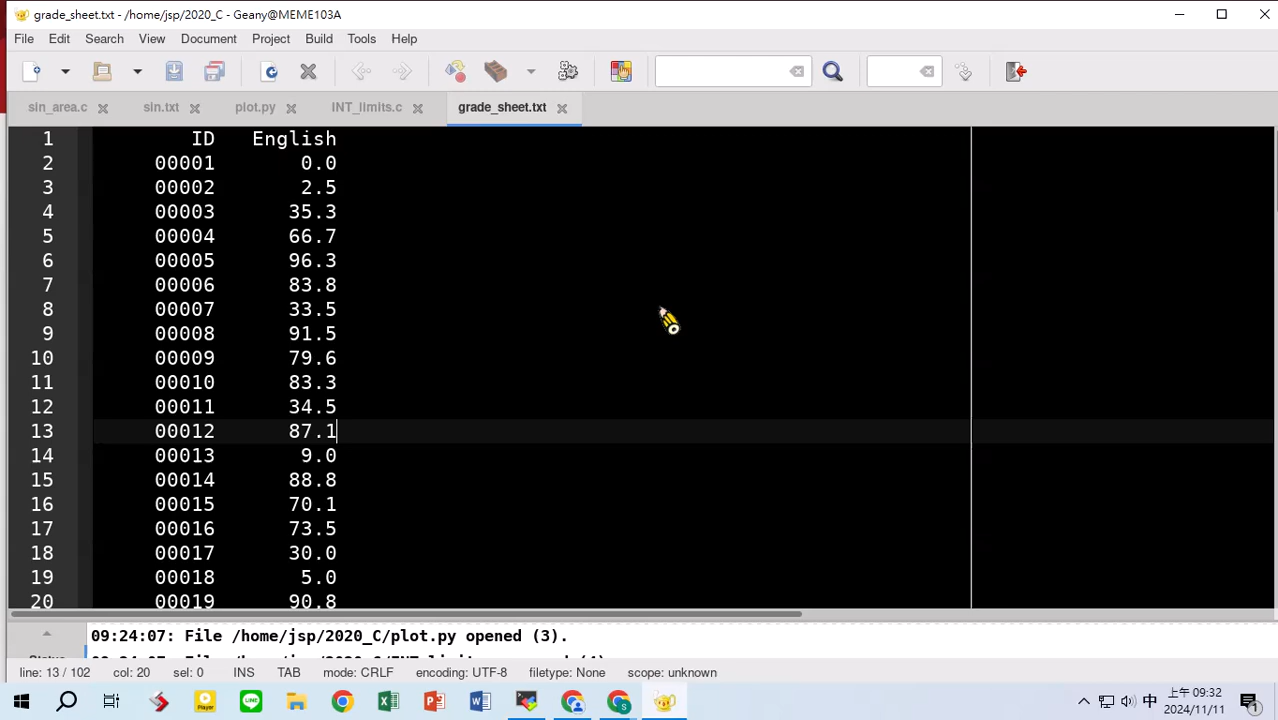 grade_sheet.txt - /home/jsp/2020_C/ - Geany@MEME103A
File Edit Search View Document Project Build Tools Help
sin_area.c sin.txt plot.py INT_limits.c grade_sheet.txt
1 ID English
2 00001 0.0
3 00002 2.5
4 00003 35.3
5 00004 66.7
6 00005 96.3
7 00006 83.8
8 00007 33.5
9 00008 91.5
10 00009 79.6
11 00010 83.3
12 00011 34.5
13 00012 87.1
14 00013 9.0
15 00014 88.8
16 00015 70.1
17 00016 73.5
18 00017 30.0
19 00018 5.0
20 00019 90.8
09:24:07: File /home/jsp/2020_C/plot.py opened (3).
line: 13 / 102 col: 20 sel: 0 INS TAB mode: CRLF encoding: UTF-8 filetype: None scope: unknown
Player LINE 中 上午 09:32
2024/11/11 1